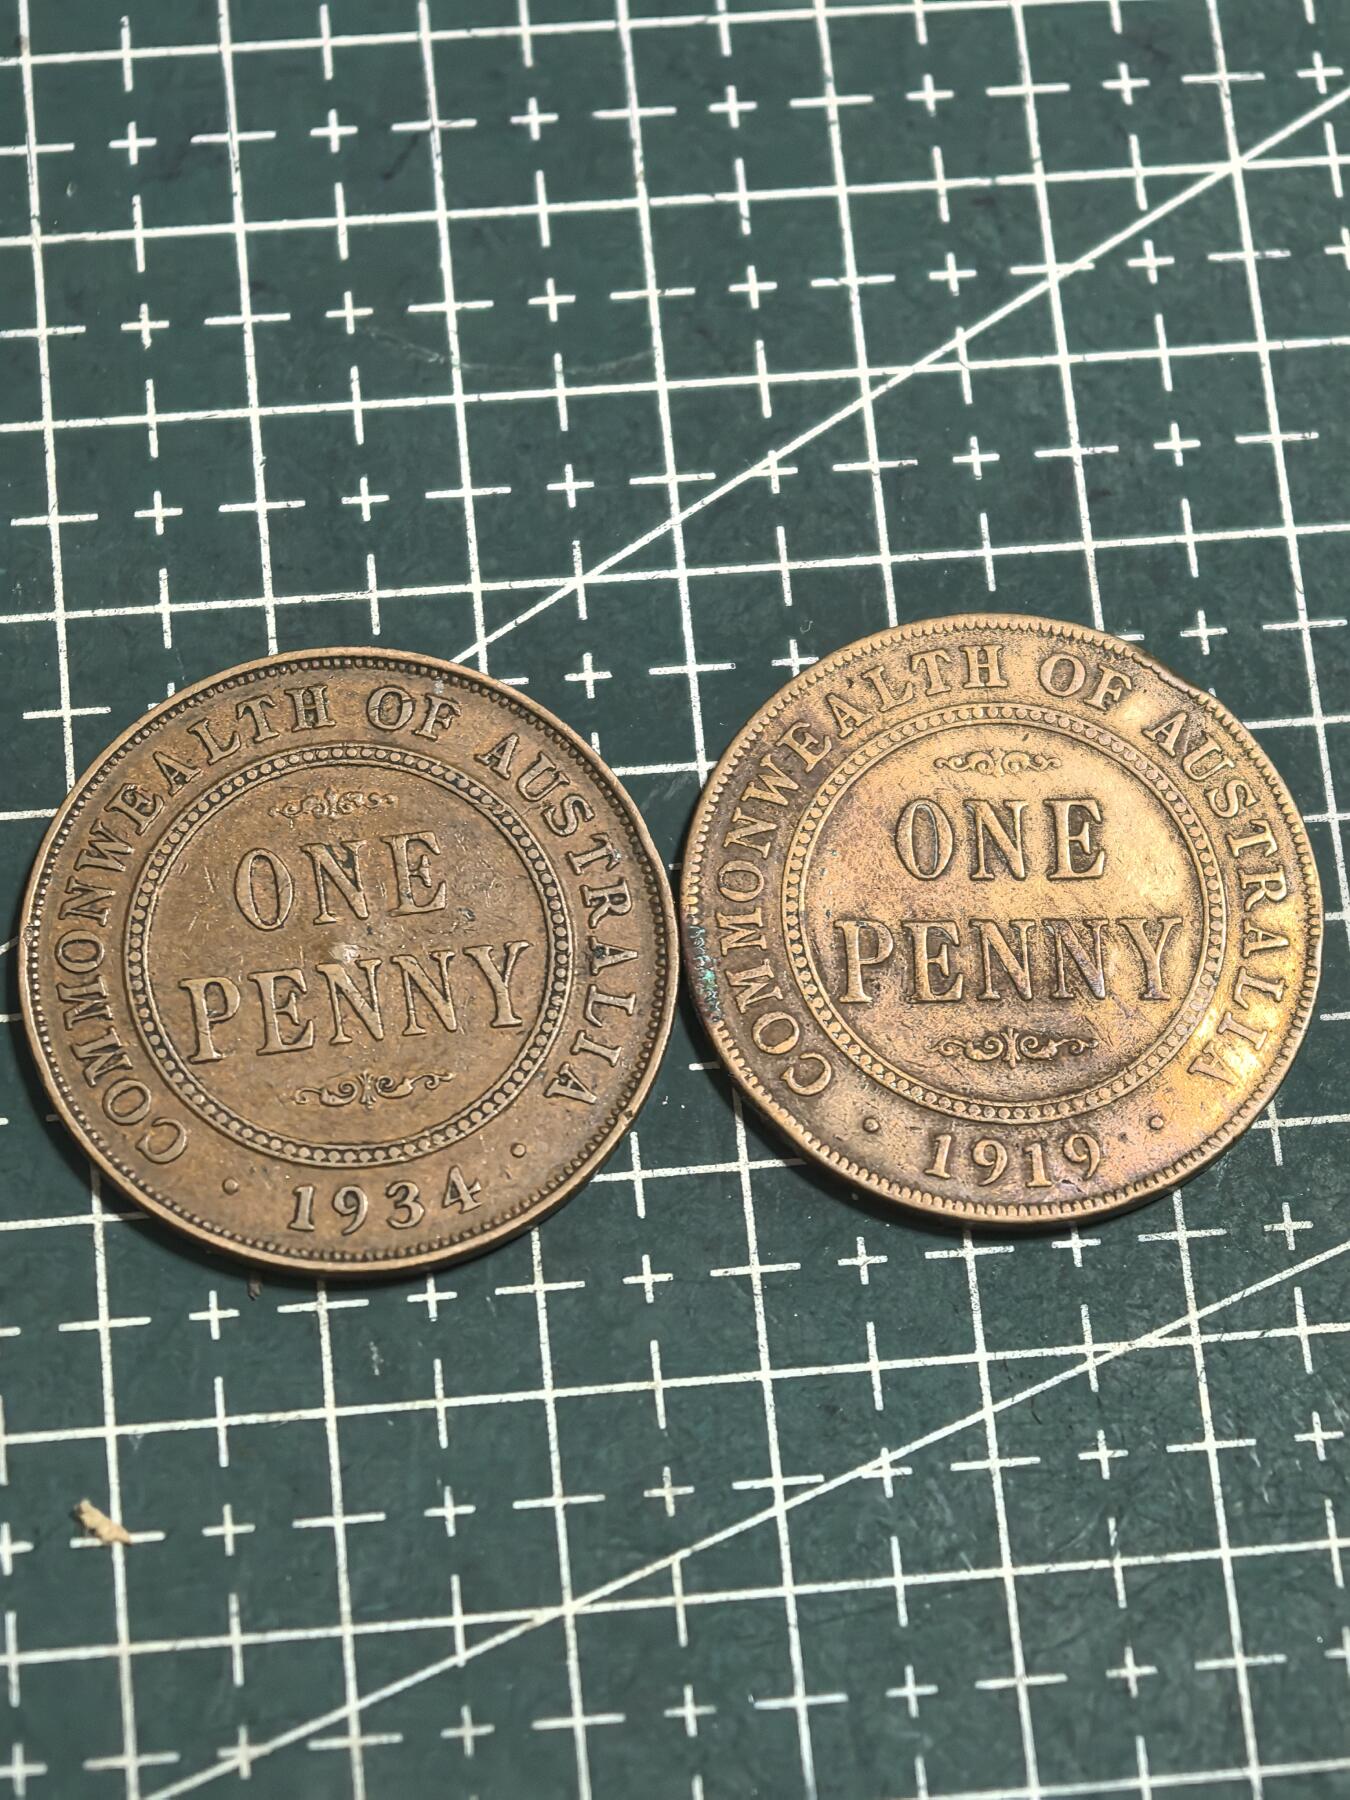 COMMONWEALTH OF AUSTRALIA
ONE
PENNY
· 1934 ·
COMMONWEALTH OF AUSTRALIA
ONE
PENNY
· 1919 ·